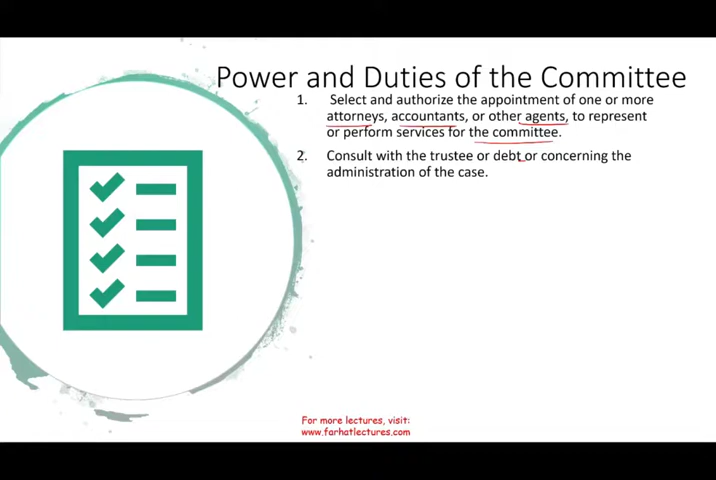 Power and Duties of the Committee
1. Select and authorize the appointment of one or more
attorneys, accountants, or other agents, to represent
or perform services for the committee.
2. Consult with the trustee or debt or concerning the
administration of the case.
For more lectures, visit:
www.farhatlectures.com